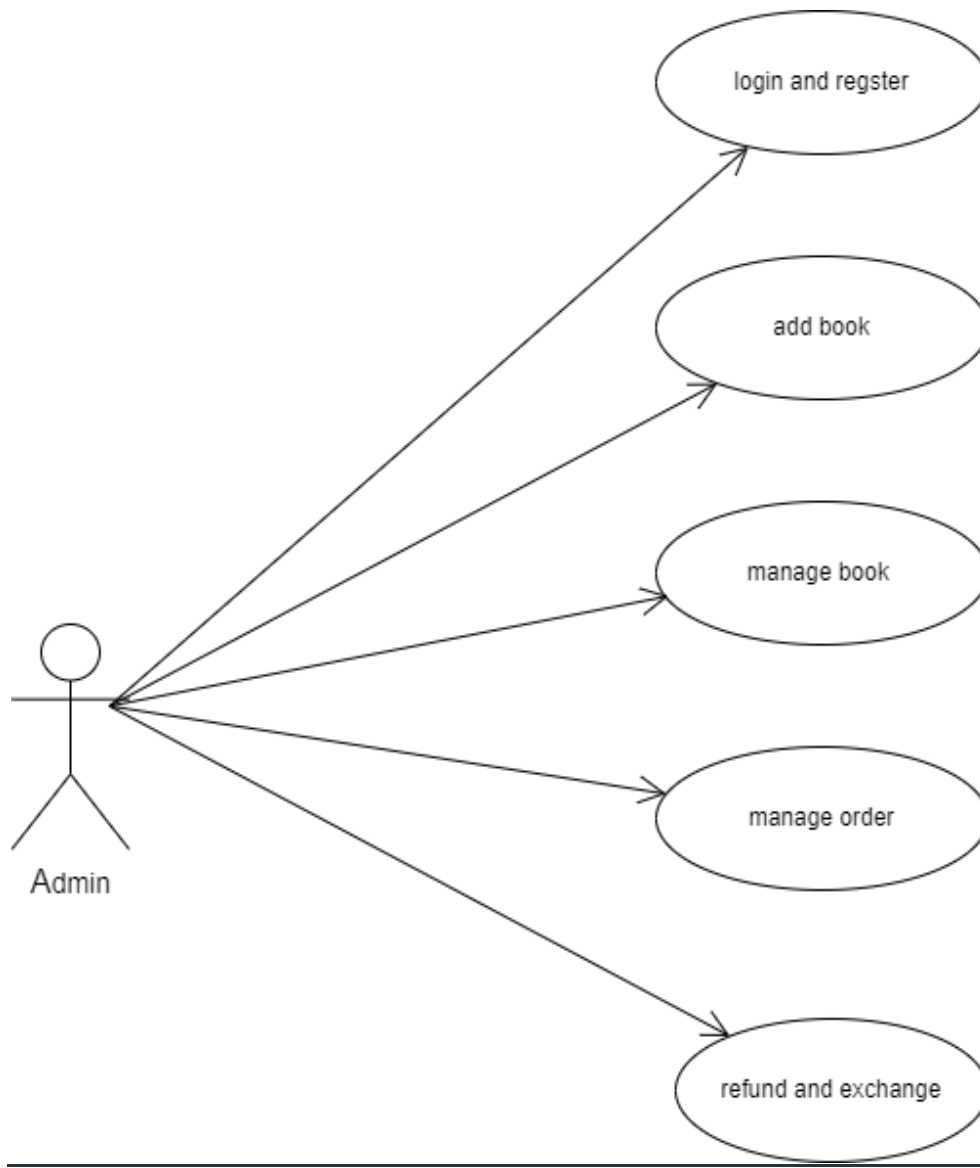 login and regster
add book
manage book
manage order
Admin
refund and exchange